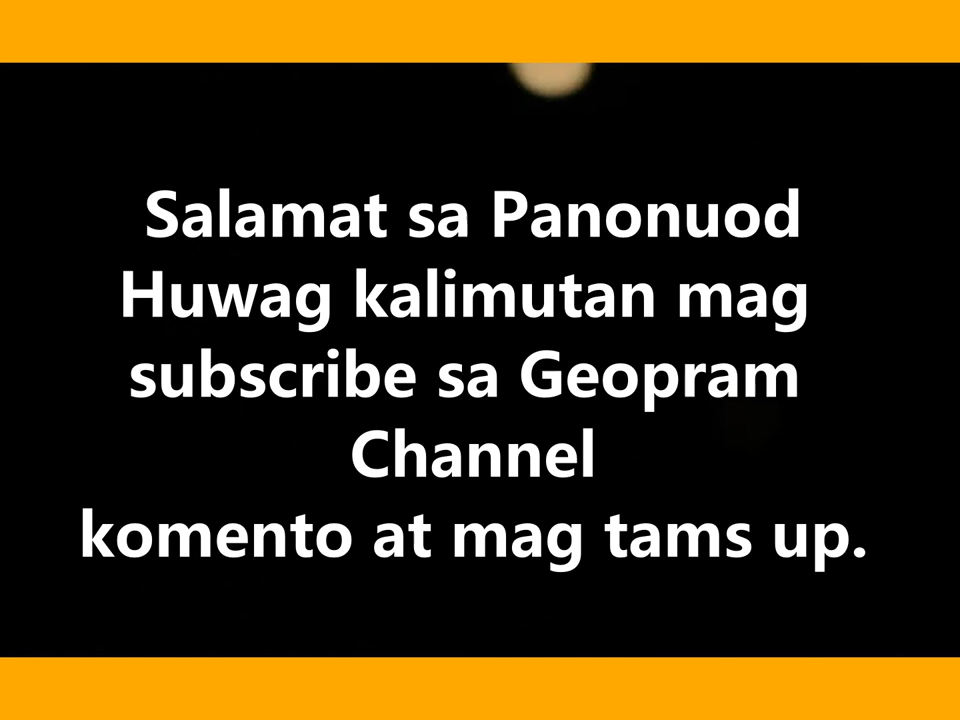 Salamat sa Panonuod
Huwag kalimutan mag
subscribe sa Geopram
Channel
komento at mag tams up.